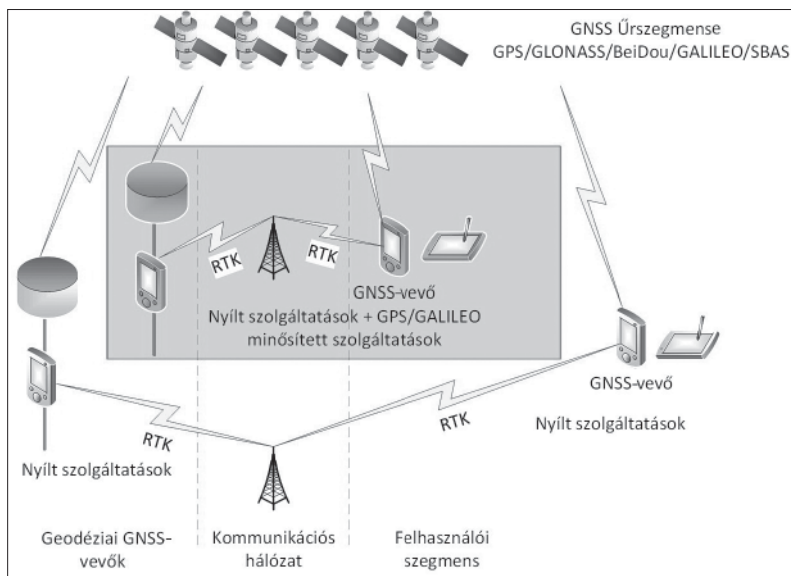 GNSS Űrszegmense
GPS/GLONASS/BeiDou/GALILEO/SBAS
RTK
RTK
GNSS-vevő
Nyílt szolgáltatások + GPS/GALILEO
minősített szolgáltatások
GNSS-vevő
RTK
RTK
Nyílt szolgáltatások
Nyílt szolgáltatások
Geodéziai GNSS-
vevők
Kommunikációs
hálózat
Felhasználói
szegmens